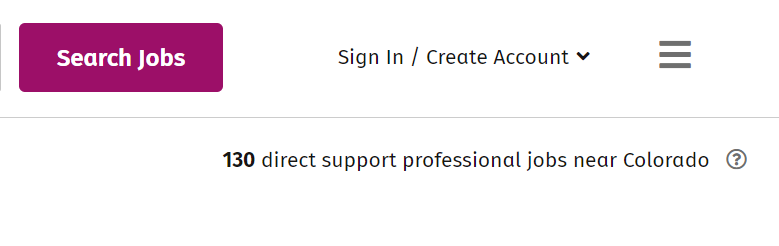 Search Jobs
Sign In / Create Account
130 direct support professional jobs near Colorado ?